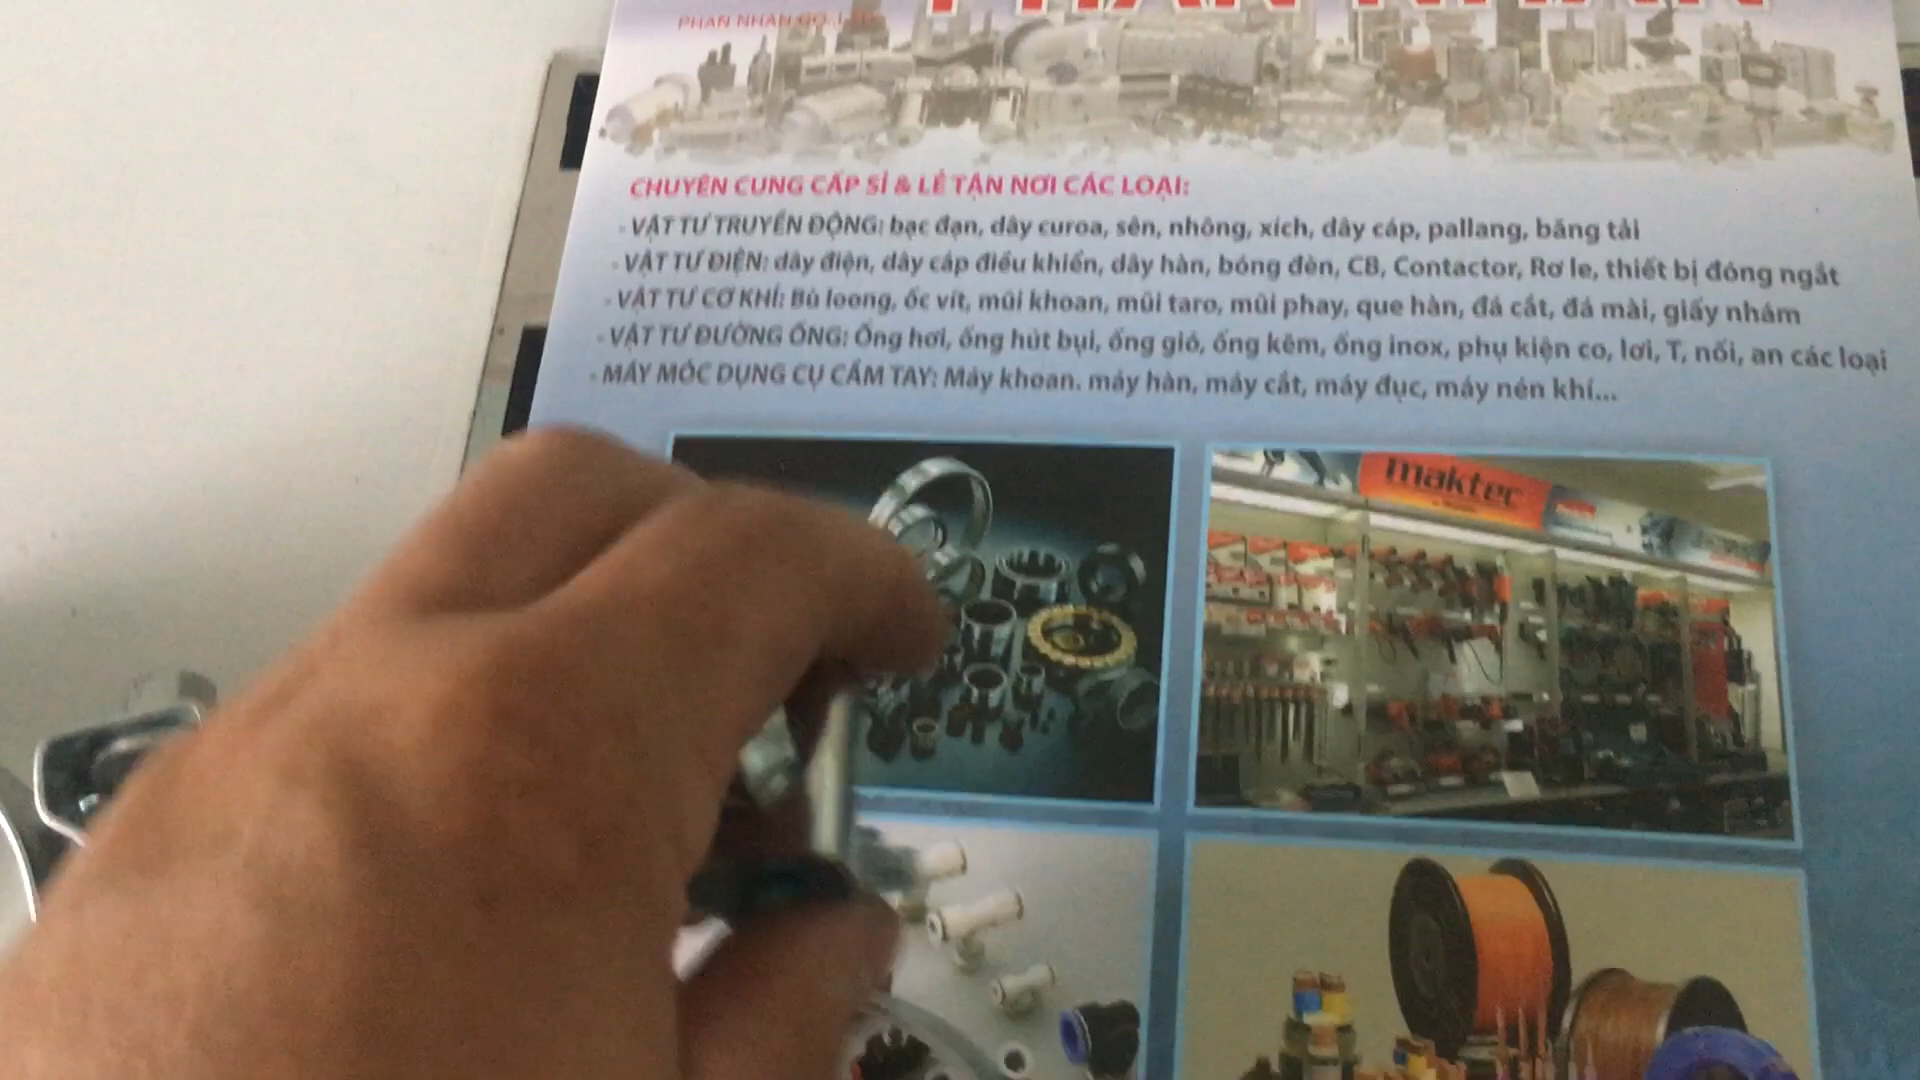 PHAN NHAN CO., LTD
PHAN NHÂN
CHUYÊN CUNG CẤP SỈ & LẺ TẬN NƠI CÁC LOẠI:
- VẬT TƯ TRUYỀN ĐỘNG: bạc đạn, dây curoa, sên, nhông, xích, dây cáp, pallang, băng tải
- VẬT TƯ ĐIỆN: dây điện, dây cáp điều khiển, dây hàn, bóng đèn, CB, Contactor, Rơ le, thiết bị đóng ngắt
- VẬT TƯ CƠ KHÍ: Bù loong, ốc vít, mũi khoan, mũi taro, mũi phay, que hàn, đá cắt, đá mài, giấy nhám
- VẬT TƯ ĐƯỜNG ỐNG: Ống hơi, ống hút bụi, ống gió, ống kẽm, ống inox, phụ kiện co, lơi, T, nối, an các loại
- MÁY MÓC DỤNG CỤ CẦM TAY: Máy khoan. máy hàn, máy cắt, máy đục, máy nén khí...
maktec